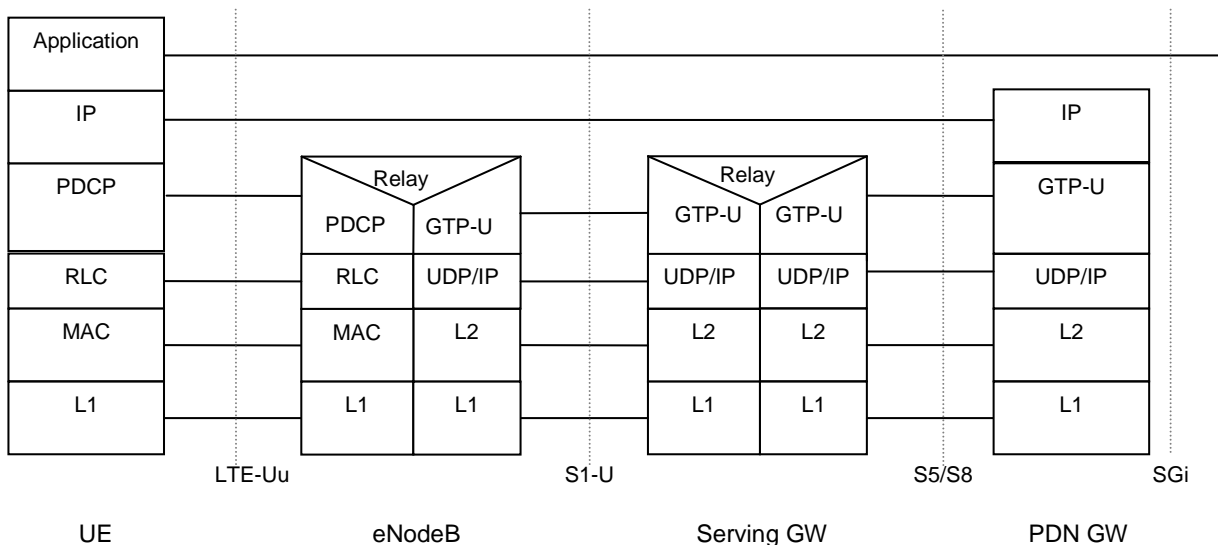 Application
IP IP
Relay Relay
PDCP GTP-U
PDCP GTP-U GTP-U GTP-U
RLC RLC UDP/IP UDP/IP UDP/IP UDP/IP
MAC MAC L2 L2 L2 L2
L1 L1 L1 L1 L1 L1
LTE-Uu S1-U S5/S8 SGi
UE eNodeB Serving GW PDN GW